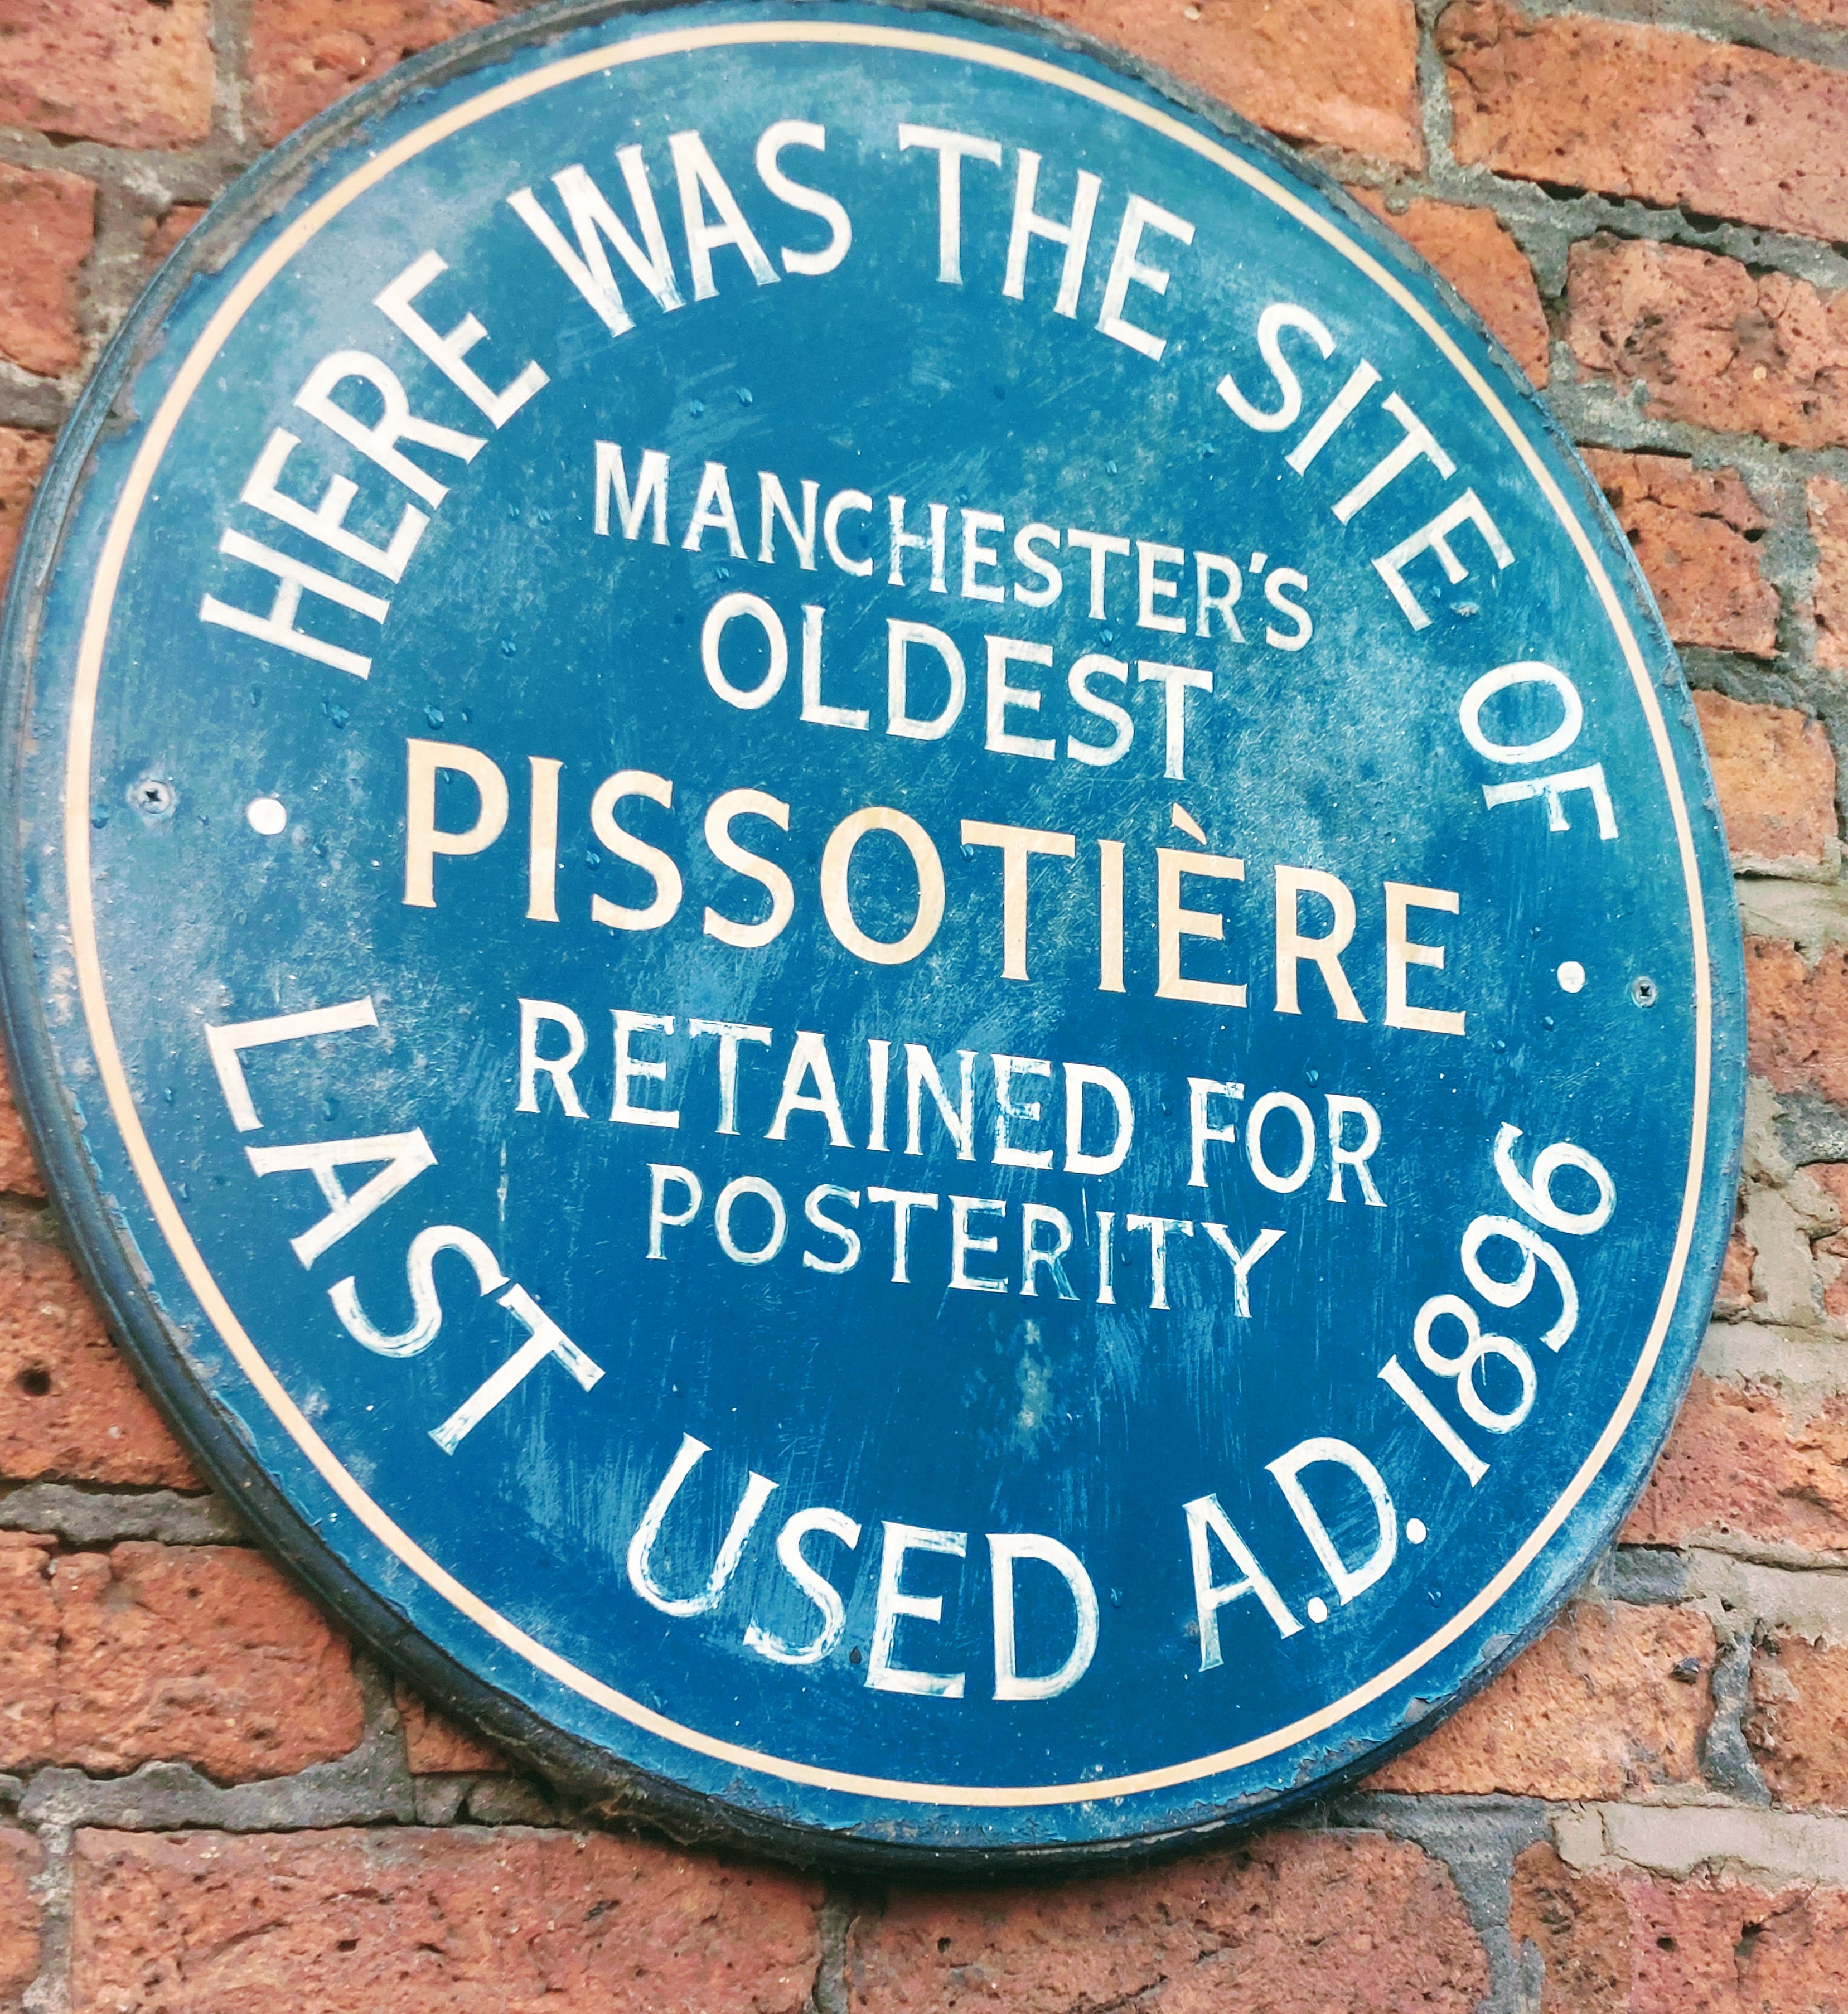 HERE WAS THE SITE OF
MANCHESTER'S
OLDEST
PISSOTIÈRE
RETAINED FOR
POSTERITY
LAST USED A.D. 1896